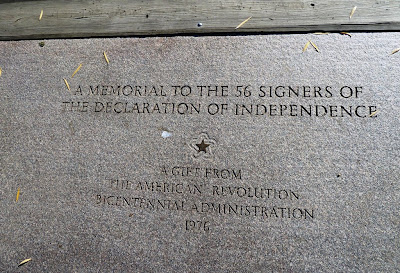 A MEMORIAL TO THE 56 SIGNERS OF
THE DECLARATION OF INDEPENDENCE
A GIFT FROM
THE AMERICAN REVOLUTION
BICENTENNIAL ADMINISTRATION
1976